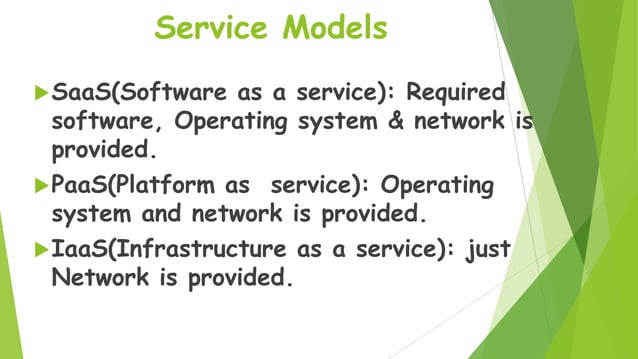 Service Models
SaaS(Software as a service): Required
software, Operating system & network is
provided.
PaaS(Platform as service): Operating
system and network is provided.
IaaS(Infrastructure as a service): just
Network is provided.